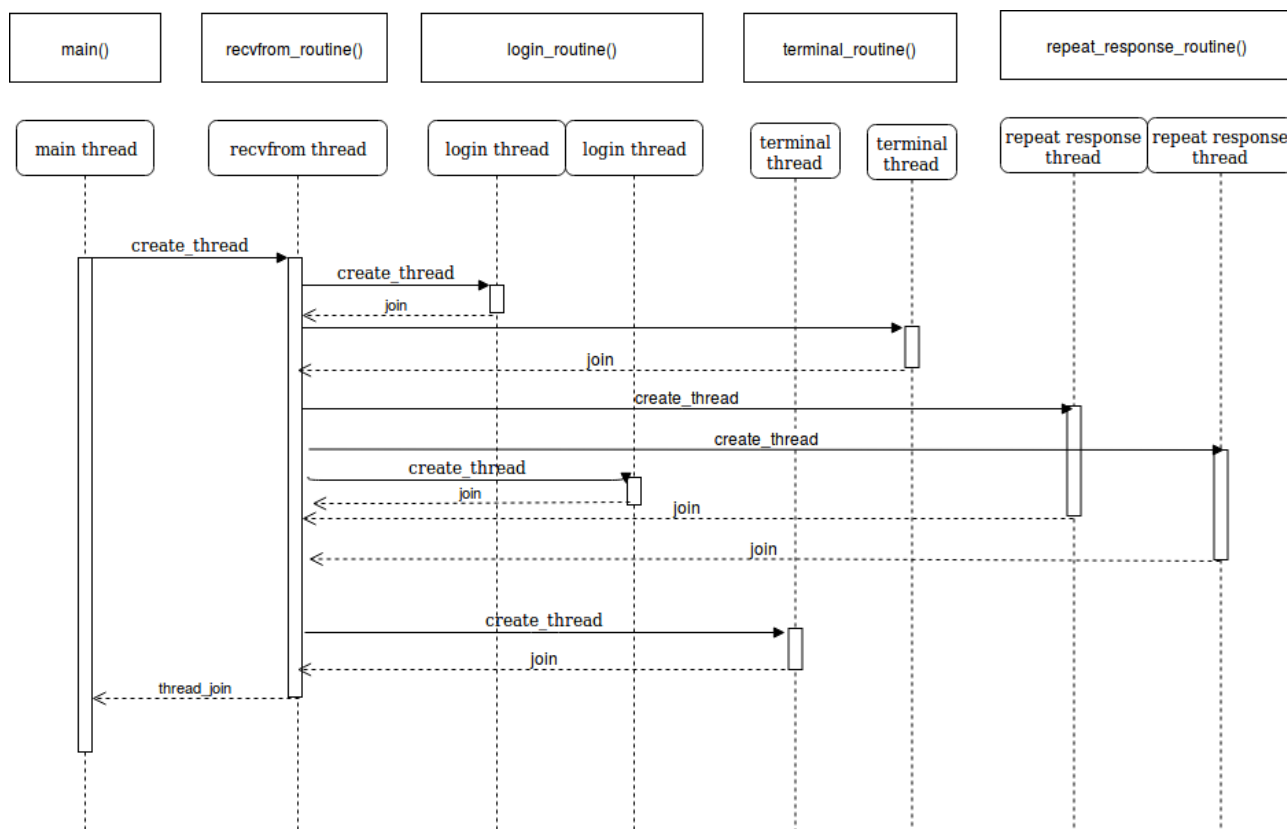 main()
recvfrom_routine()
login_routine()
terminal_routine()
repeat_response_routine()
main thread
recvfrom thread
login thread
login thread
terminal
thread
terminal
thread
repeat response
thread
repeat response
thread
create_thread
create_thread
join
join
create_thread
create_thread
create_thread
join
join
join
create_thread
join
thread_join